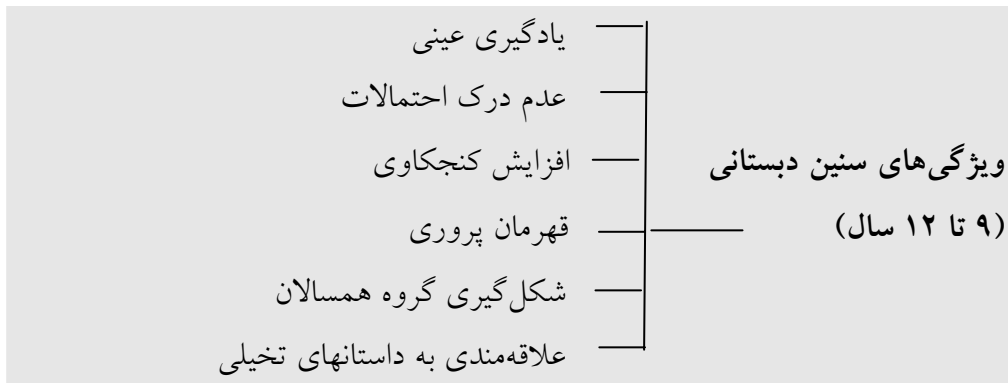 ویژگی‌های سنین دبستانی
(۹ تا ۱۲ سال)
یادگیری عینی
عدم درک احتمالات
افزایش کنجکاوی
قهرمان پروری
شکل‌گیری گروه همسالان
علاقه‌مندی به داستانهای تخیلی